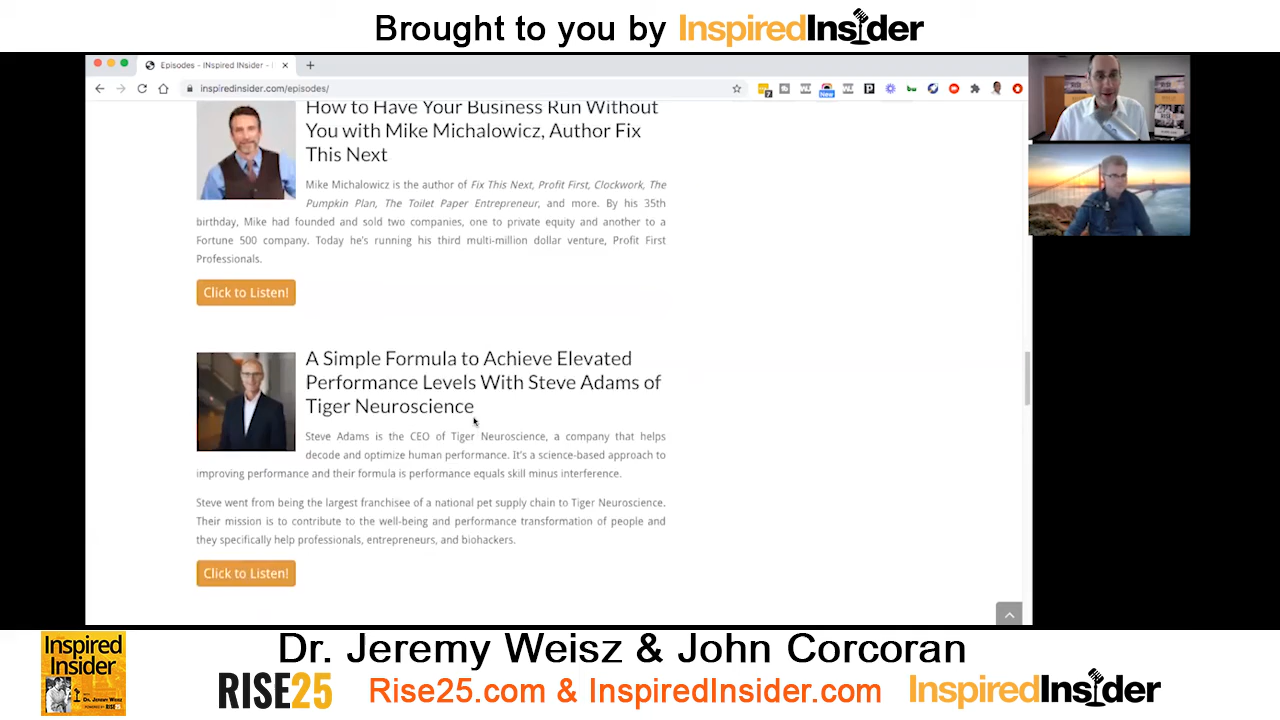 Brought to you by InspiredInsider
Episodes - INspired INsider -
inspiredinsider.com/episodes/
How to Have Your Business Run Without
You with Mike Michalowicz, Author Fix
This Next
Mike Michalowicz is the author of Fix This Next, Profit First, Clockwork, The
Pumpkin Plan, The Toilet Paper Entrepreneur, and more. By his 35th
birthday, Mike had founded and sold two companies, one to private equity and another to a
Fortune 500 company. Today he's running his third multi-million dollar venture, Profit First
Professionals.
Click to Listen!
A Simple Formula to Achieve Elevated
Performance Levels With Steve Adams of
Tiger Neuroscience
Steve Adams is the CEO of Tiger Neuroscience, a company that helps
decode and optimize human performance. It's a science-based approach to
improving performance and their formula is performance equals skill minus interference.
Steve went from being the largest franchisee of a national pet supply chain to Tiger Neuroscience.
Their mission is to contribute to the well-being and performance transformation of people and
they specifically help professionals, entrepreneurs, and biohackers.
Click to Listen!
Inspired
Insider
Dr. Jeremy Weisz
Dr. Jeremy Weisz & John Corcoran
RISE25
Rise25.com & InspiredInsider.com
InspiredInsider